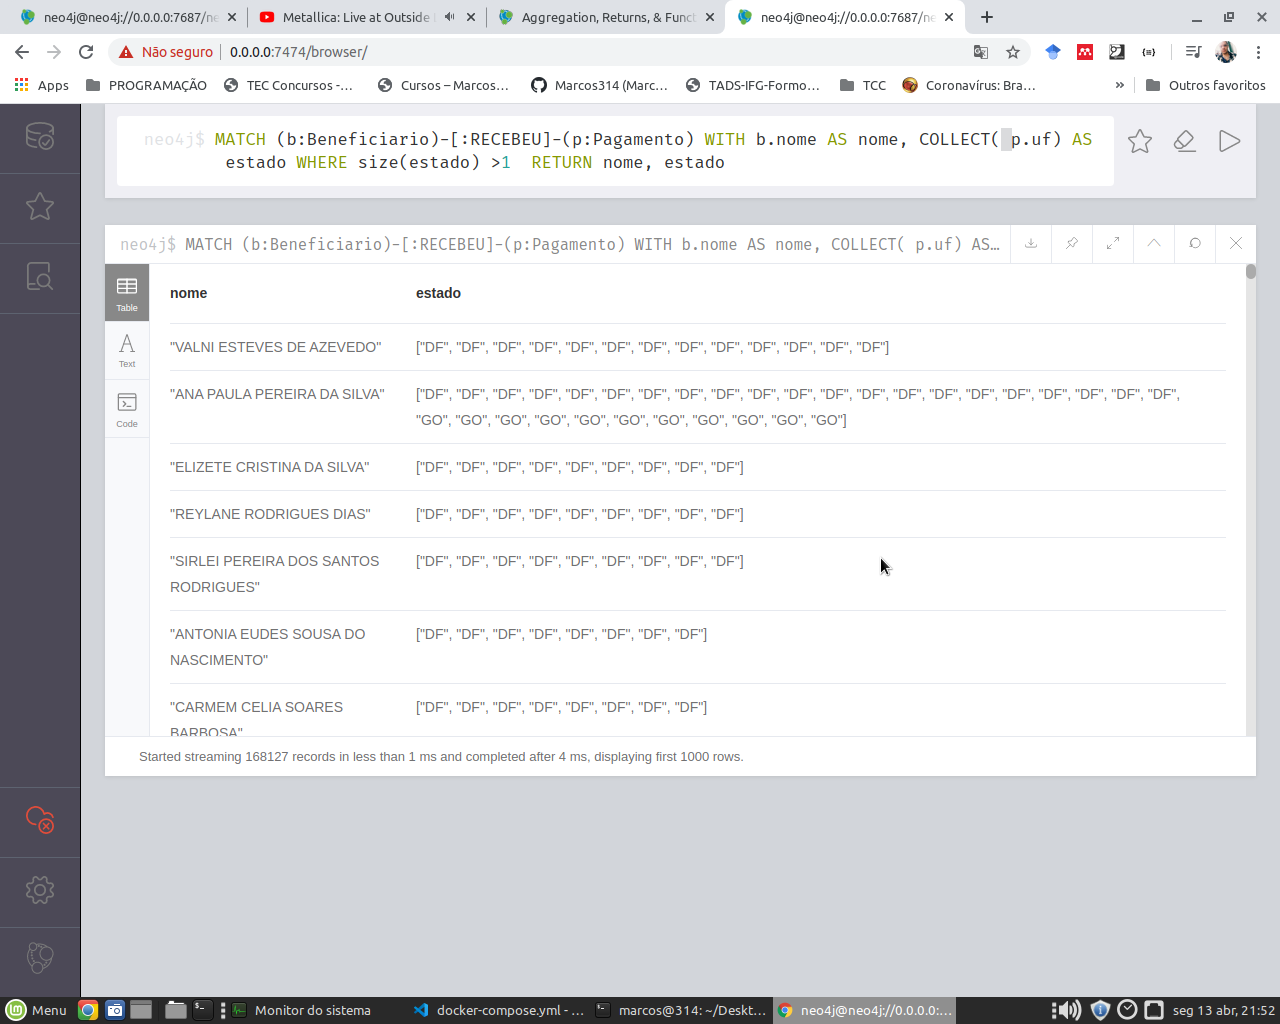 neo4j@neo4j://0.0.0.0:7687/ne
Metallica: Live at Outside
Aggregation, Returns, & Funct
neo4j@neo4j://0.0.0.0:7687/ne
Não seguro
0.0.0.0:7474/browser/
Apps
PROGRAMAÇÃO
TEC Concursos -...
Cursos – Marcos...
Marcos314 (Marc...
TADS-IFG-Formo...
TCC
Coronavírus: Bra...
»
Outros favoritos
neo4j$ MATCH (b:Beneficiario)-[:RECEBEU]-(p:Pagamento) WITH b.nome AS nome, COLLECT( p.uf) AS
estado WHERE size(estado) >1  RETURN nome, estado
neo4j$ MATCH (b:Beneficiario)-[:RECEBEU]-(p:Pagamento) WITH b.nome AS nome, COLLECT( p.uf) AS…
Table
Text
Code
nome estado
"VALNI ESTEVES DE AZEVEDO" ["DF", "DF", "DF", "DF", "DF", "DF", "DF", "DF", "DF", "DF", "DF", "DF", "DF"]
"ANA PAULA PEREIRA DA SILVA" ["DF", "DF", "DF", "DF", "DF", "DF", "DF", "DF", "DF", "DF", "DF", "DF", "DF", "DF", "DF", "DF", "DF", "DF", "DF", "DF", "DF",
"GO", "GO", "GO", "GO", "GO", "GO", "GO", "GO", "GO", "GO", "GO"]
"ELIZETE CRISTINA DA SILVA" ["DF", "DF", "DF", "DF", "DF", "DF", "DF", "DF", "DF"]
"REYLANE RODRIGUES DIAS" ["DF", "DF", "DF", "DF", "DF", "DF", "DF", "DF", "DF"]
"SIRLEI PEREIRA DOS SANTOS ["DF", "DF", "DF", "DF", "DF", "DF", "DF", "DF", "DF"]
RODRIGUES"
"ANTONIA EUDES SOUSA DO ["DF", "DF", "DF", "DF", "DF", "DF", "DF", "DF"]
NASCIMENTO"
"CARMEM CELIA SOARES ["DF", "DF", "DF", "DF", "DF", "DF", "DF", "DF"]
BARBOSA"
Started streaming 168127 records in less than 1 ms and completed after 4 ms, displaying first 1000 rows.
Menu
Monitor do sistema
docker-compose.yml - ...
marcos@314: ~/Deskt...
neo4j@neo4j://0.0.0.0:...
seg 13 abr, 21:52